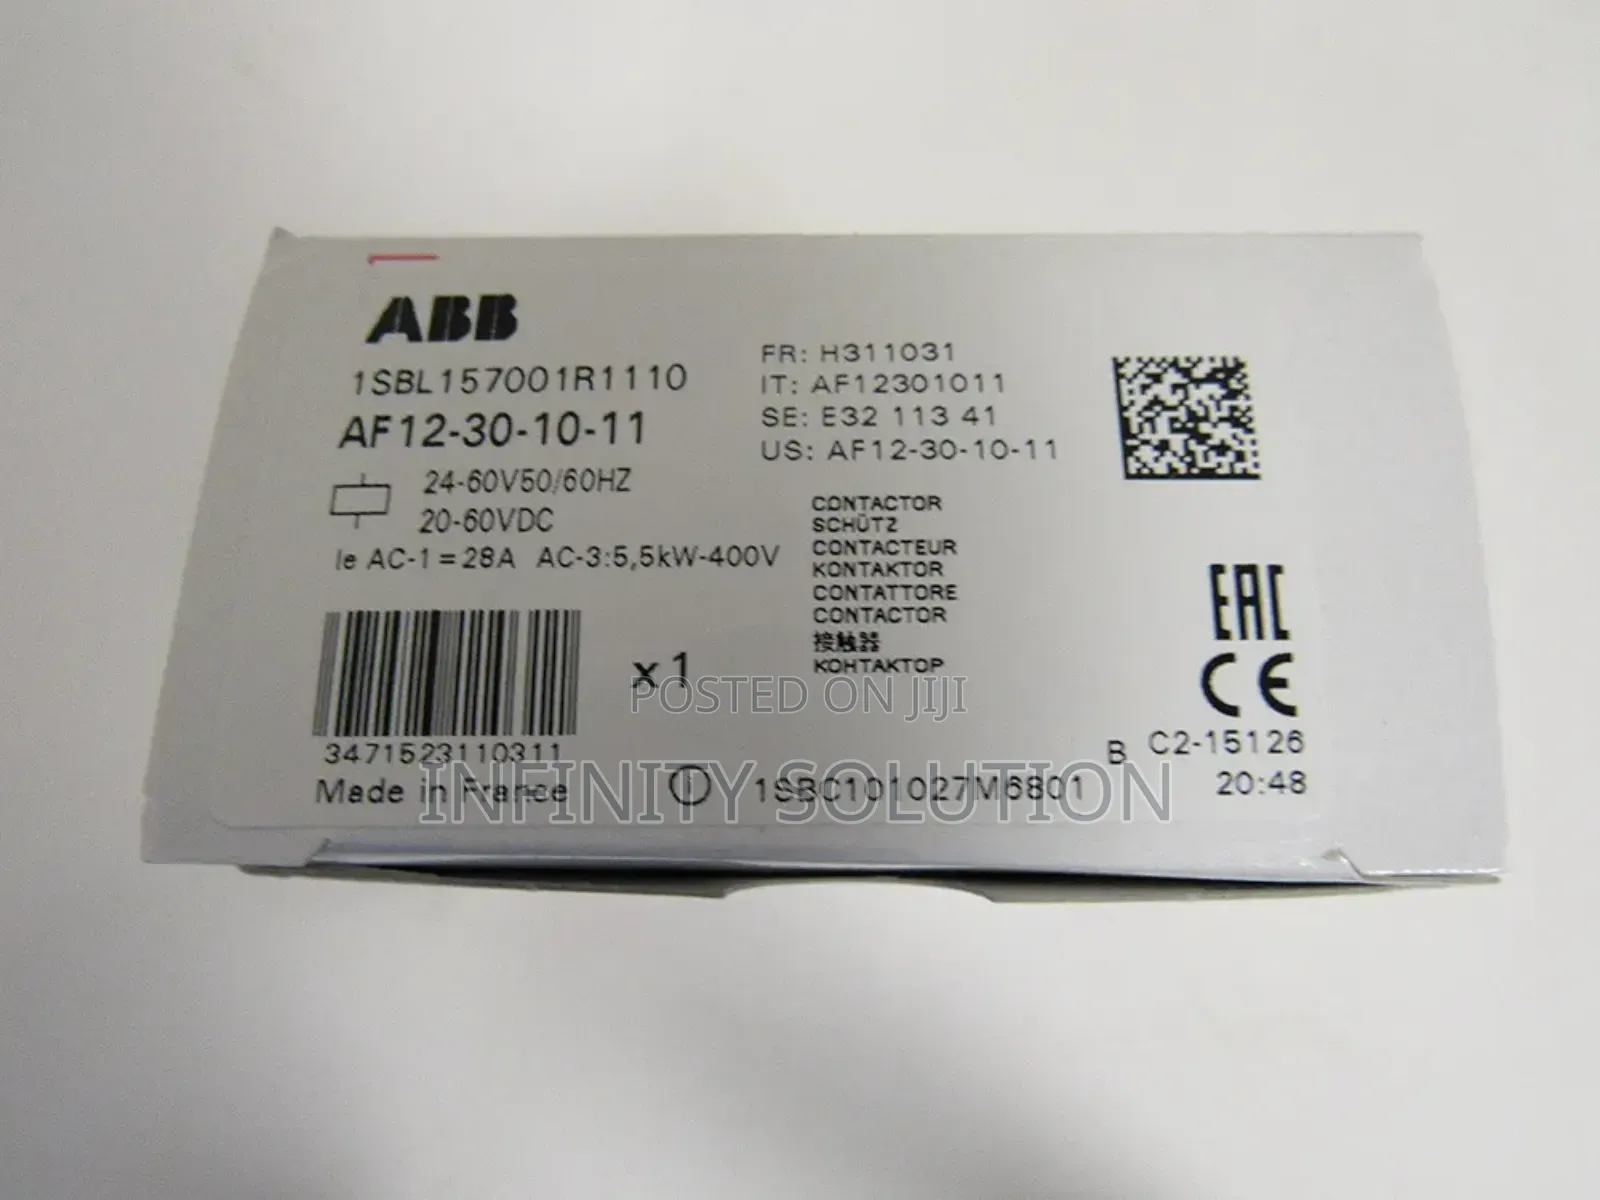 ABB
1SBL157001R1110
AF12-30-10-11
24-60V50/60HZ
20-60VDC
Ie AC-1=28A AC-3:5,5kW-400V
3471523110311
Made in France
x1
FR: H311031
IT: AF12301011
SE: E32 113 41
US: AF12-30-10-11
CONTACTOR
SCHÜTZ
CONTACTEUR
KONTAKTOR
CONTATTORE
CONTACTOR
接触器
КОНТАКТОР
1SBC101027M6801
EAC
CE
B C2-15126
20:48
POSTED ON JIJI
INFINITY SOLUTION